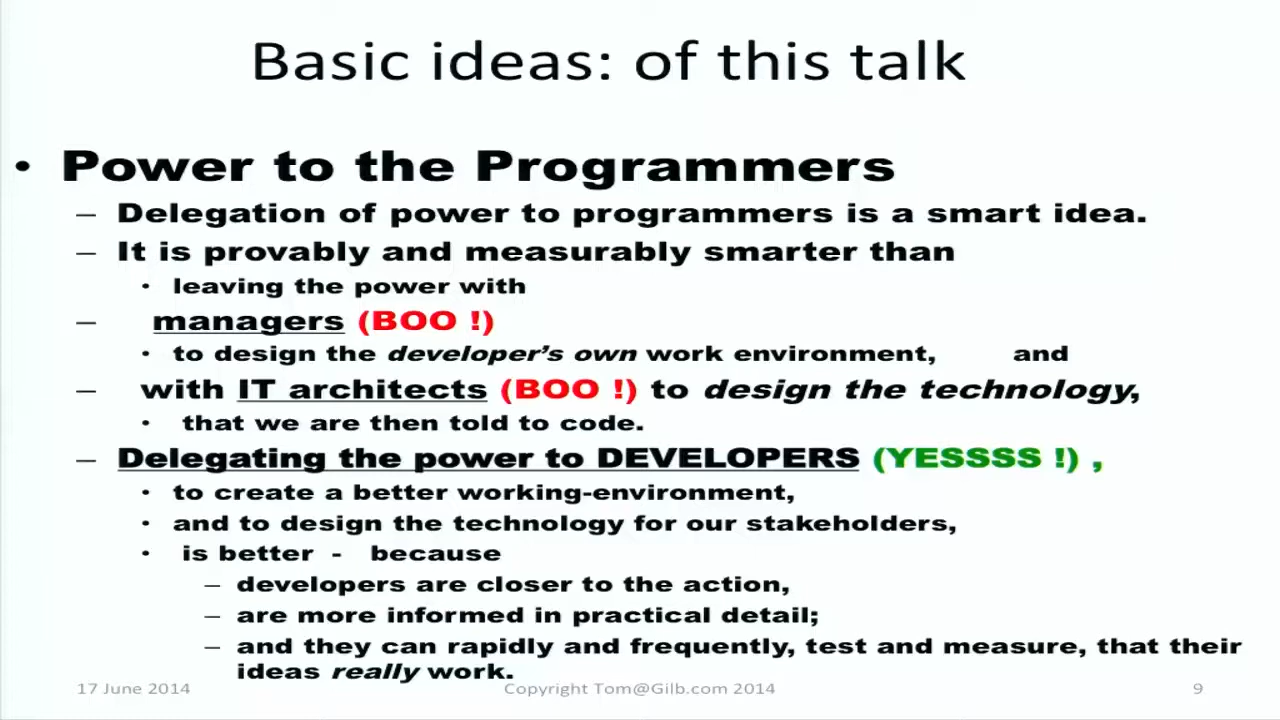 Basic ideas: of this talk
• Power to the Programmers
– Delegation of power to programmers is a smart idea.
– It is provably and measurably smarter than
• leaving the power with
– managers (BOO !)
• to design the developer's own work environment, and
– with IT architects (BOO !) to design the technology,
• that we are then told to code.
– Delegating the power to DEVELOPERS (YESSSS !) ,
• to create a better working-environment,
• and to design the technology for our stakeholders,
• is better - because
– developers are closer to the action,
– are more informed in practical detail;
– and they can rapidly and frequently, test and measure, that their
ideas really work.
17 June 2014 Copyright Tom@Gilb.com 2014 9